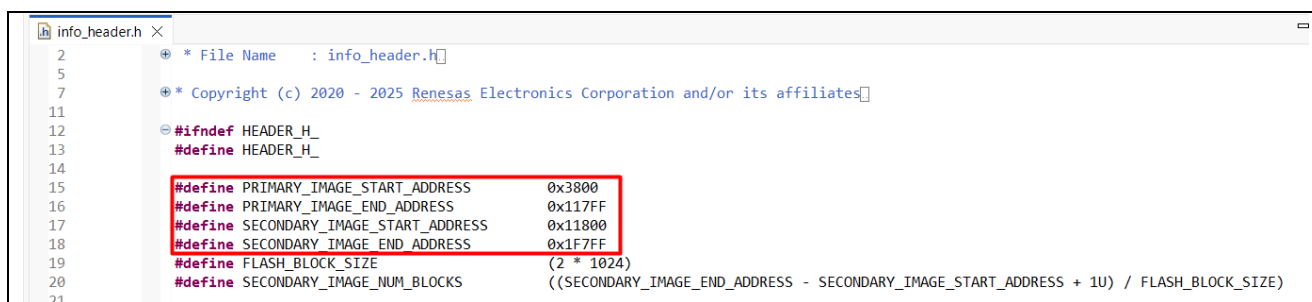 info_header.h
2 * File Name : info_header.h
5
7 * Copyright (c) 2020 - 2025 Renesas Electronics Corporation and/or its affiliates
11
12 #ifndef HEADER_H_
13 #define HEADER_H_
14
15 #define PRIMARY_IMAGE_START_ADDRESS 0x3800
16 #define PRIMARY_IMAGE_END_ADDRESS 0x117FF
17 #define SECONDARY_IMAGE_START_ADDRESS 0x11800
18 #define SECONDARY_IMAGE_END_ADDRESS 0x1F7FF
19 #define FLASH_BLOCK_SIZE (2 * 1024)
20 #define SECONDARY_IMAGE_NUM_BLOCKS ((SECONDARY_IMAGE_END_ADDRESS - SECONDARY_IMAGE_START_ADDRESS + 1U) / FLASH_BLOCK_SIZE)
21